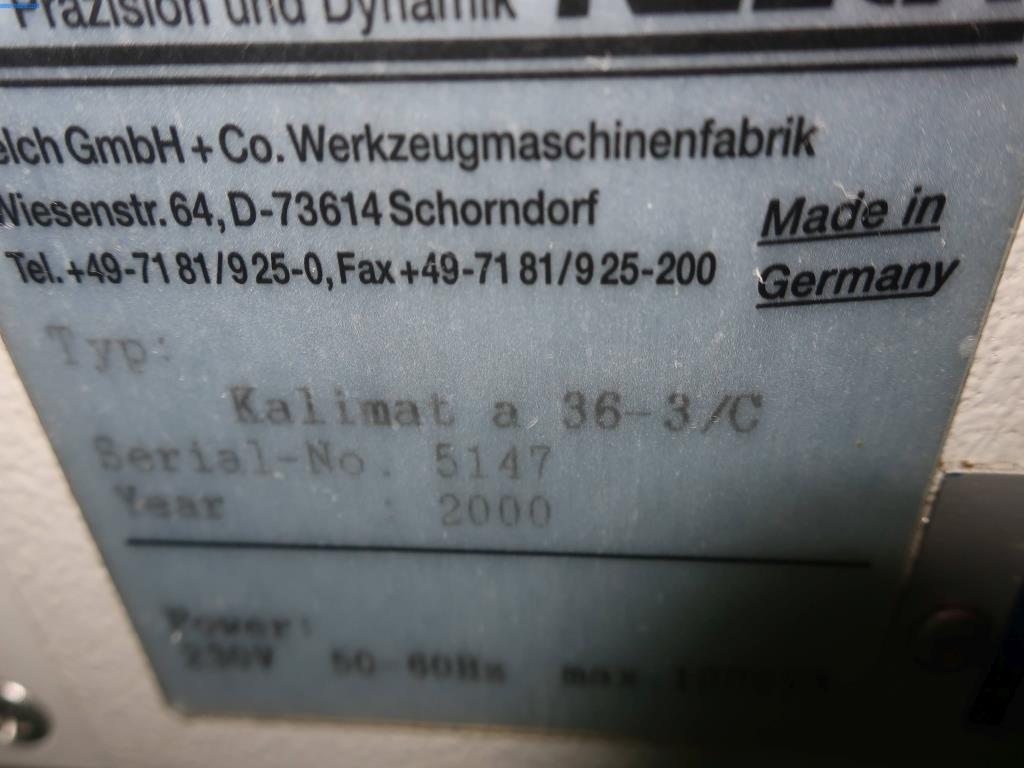 Präzision und Dynamik
GmbH + Co. Werkzeugmaschinenfabrik
Wiesenstr. 64, D-73614 Schorndorf
Tel. +49-71 81/9 25-0, Fax +49-71 81/9 25-200
Made in
Germany
Typ:
Kalimat a 36-3/C
Serial-No. 5147
Year : 2000
Power:
230V 50-60Hz max